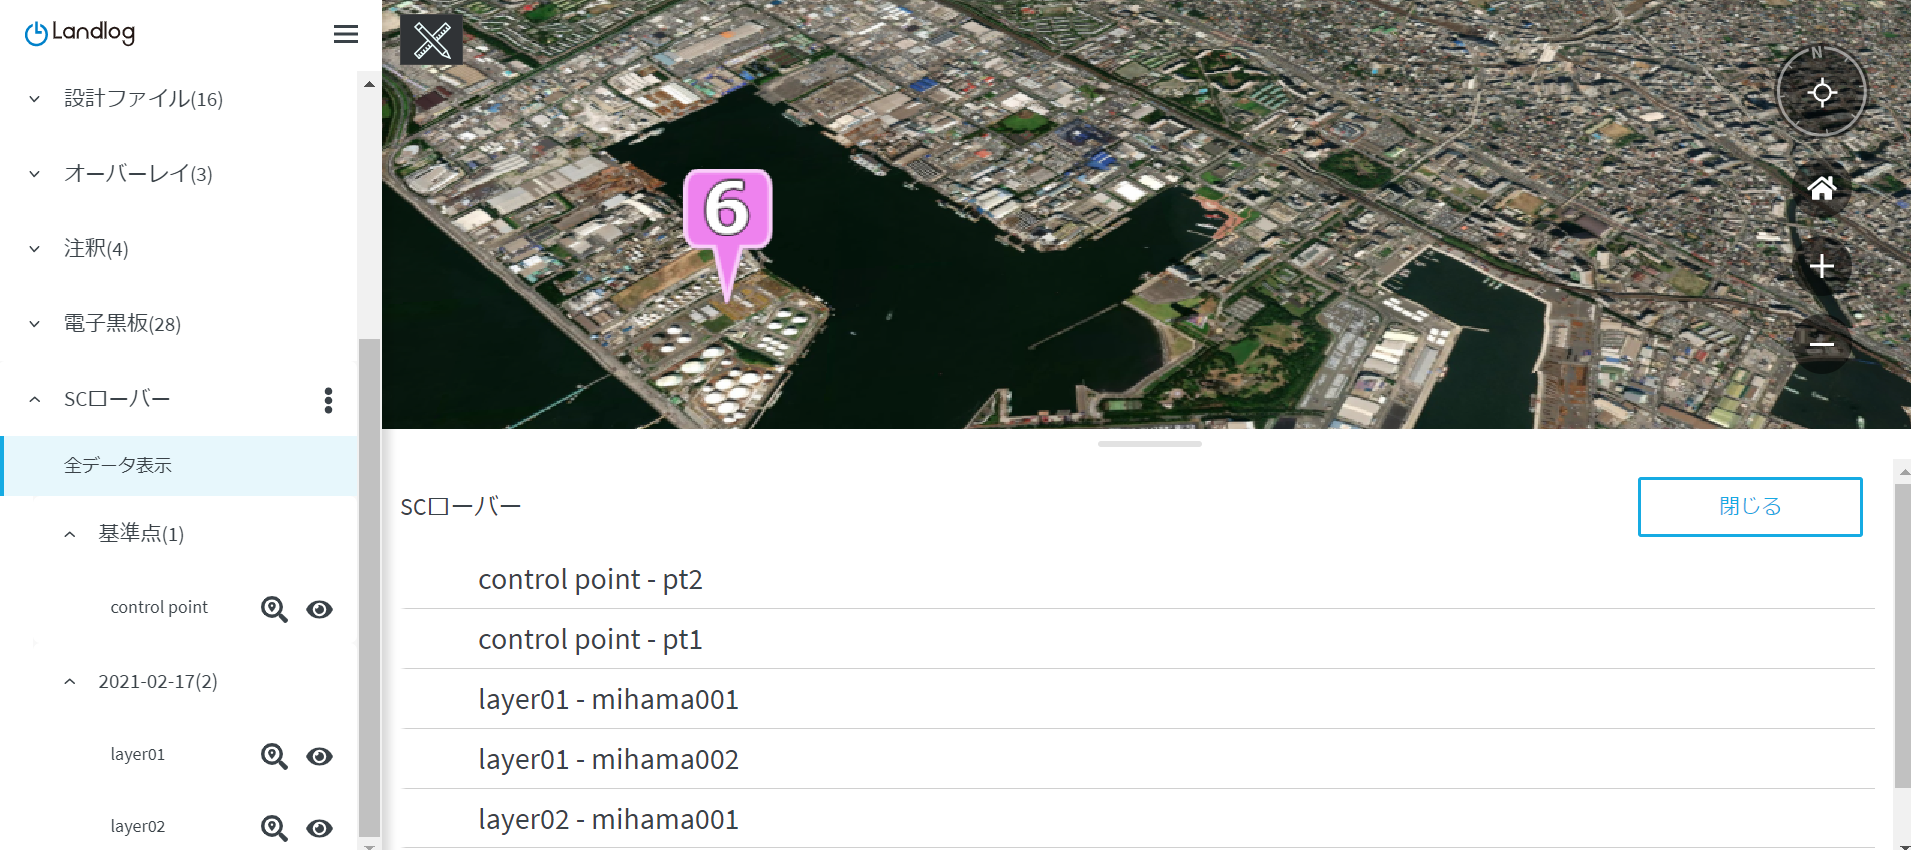 Landlog
設計ファイル(16)
オーバーレイ(3)
注釈(4)
電子黒板(28)
SCローバー
全データ表示
基準点(1)
control point
2021-02-17(2)
layer01
layer02
6
N
SCローバー
閉じる
control point - pt2
control point - pt1
layer01 - mihama001
layer01 - mihama002
layer02 - mihama001